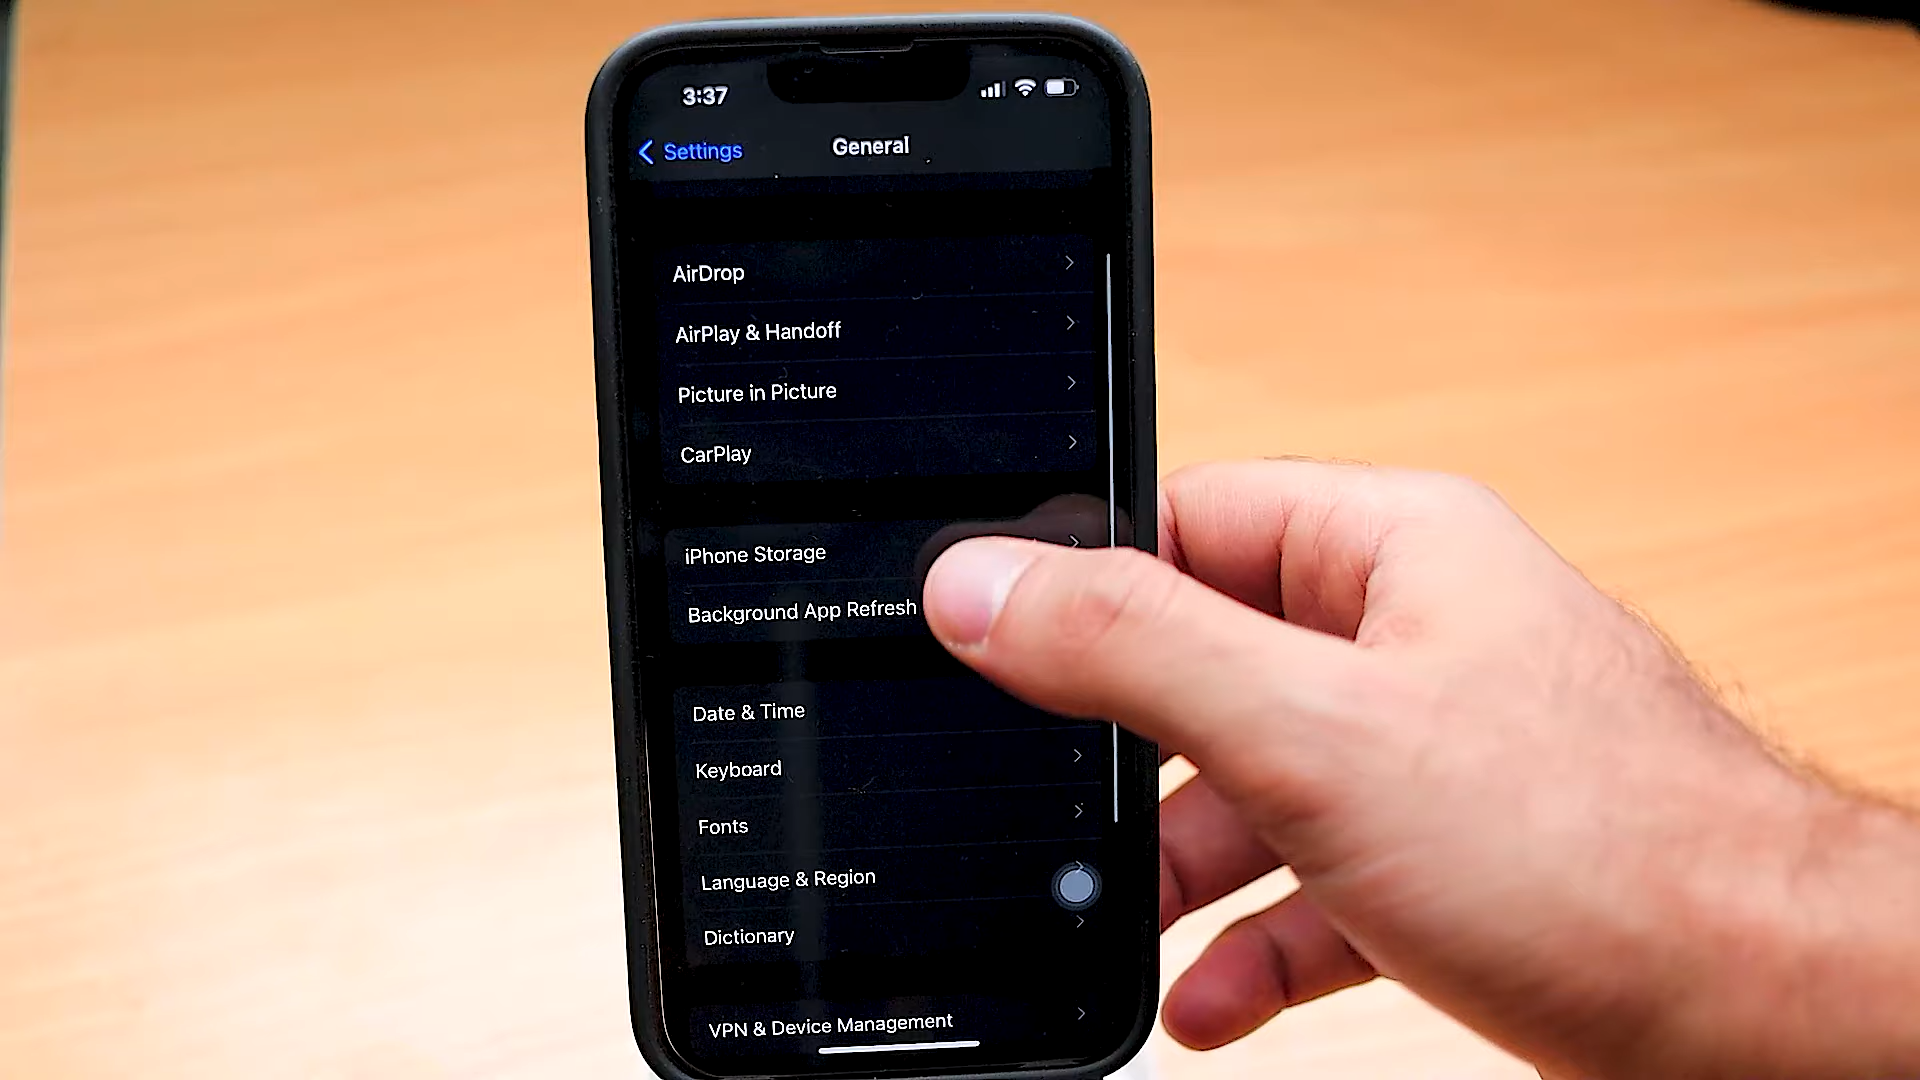 3:37
Settings
General
AirDrop
AirPlay & Handoff
Picture in Picture
CarPlay
iPhone Storage
Background App Refresh
Date & Time
Keyboard
Fonts
Language & Region
Dictionary
VPN & Device Management